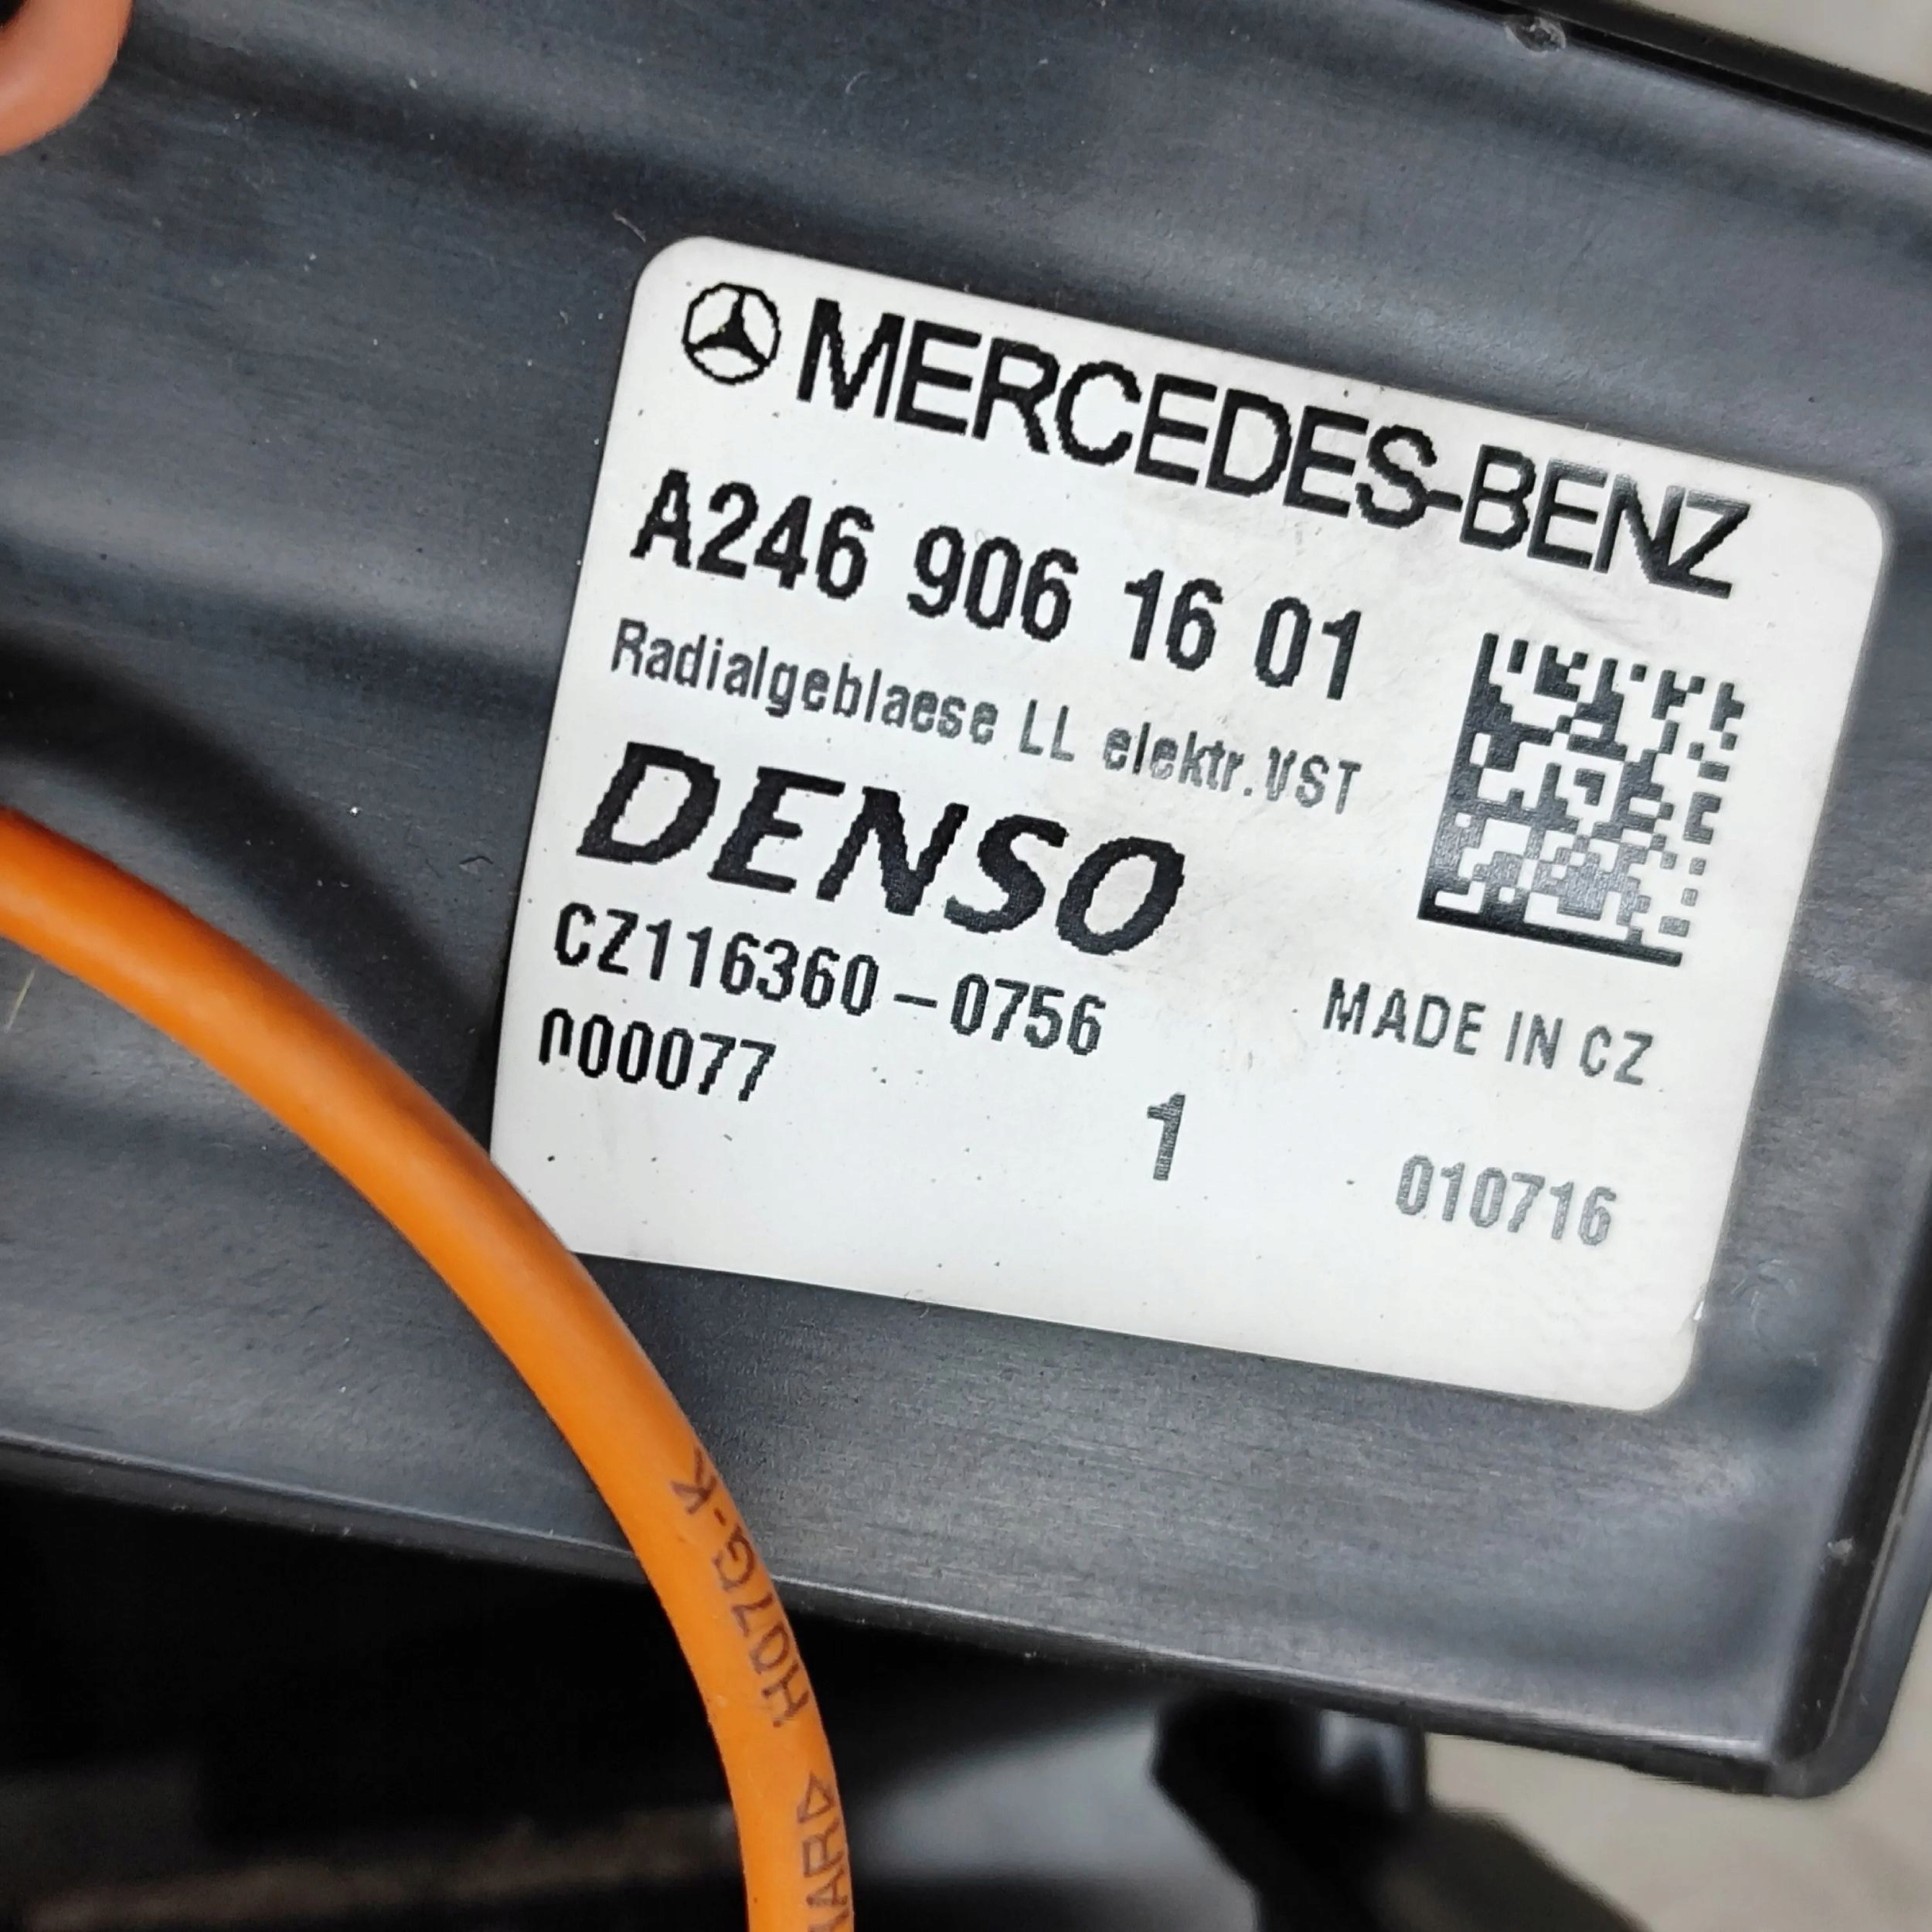 MERCEDES-BENZ
A246 906 16 01
Radialgeblaese LL elektr.VST
DENSO
CZ116360-0756
MADE IN CZ
000077
1
010716
H07G-K